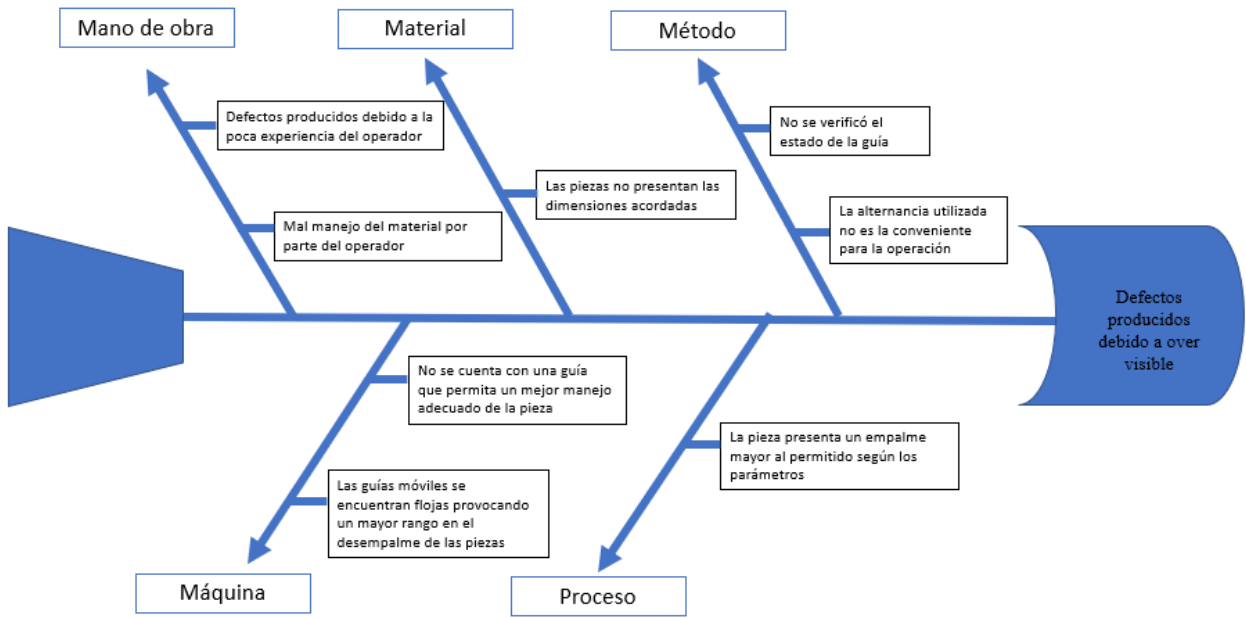 Mano de obra
Material
Método
Defectos producidos debido a la
poca experiencia del operador
No se verificó el
estado de la guía
Las piezas no presentan las
dimensiones acordadas
Mal manejo del material por
parte del operador
La alternancia utilizada
no es la conveniente
para la operación
Defectos
producidos
debido a over
visible
No se cuenta con una guía
que permita un mejor manejo
adecuado de la pieza
La pieza presenta un empalme
mayor al permitido según los
parámetros
Las guías móviles se
encuentran flojas provocando
un mayor rango en el
desempalme de las piezas
Máquina
Proceso